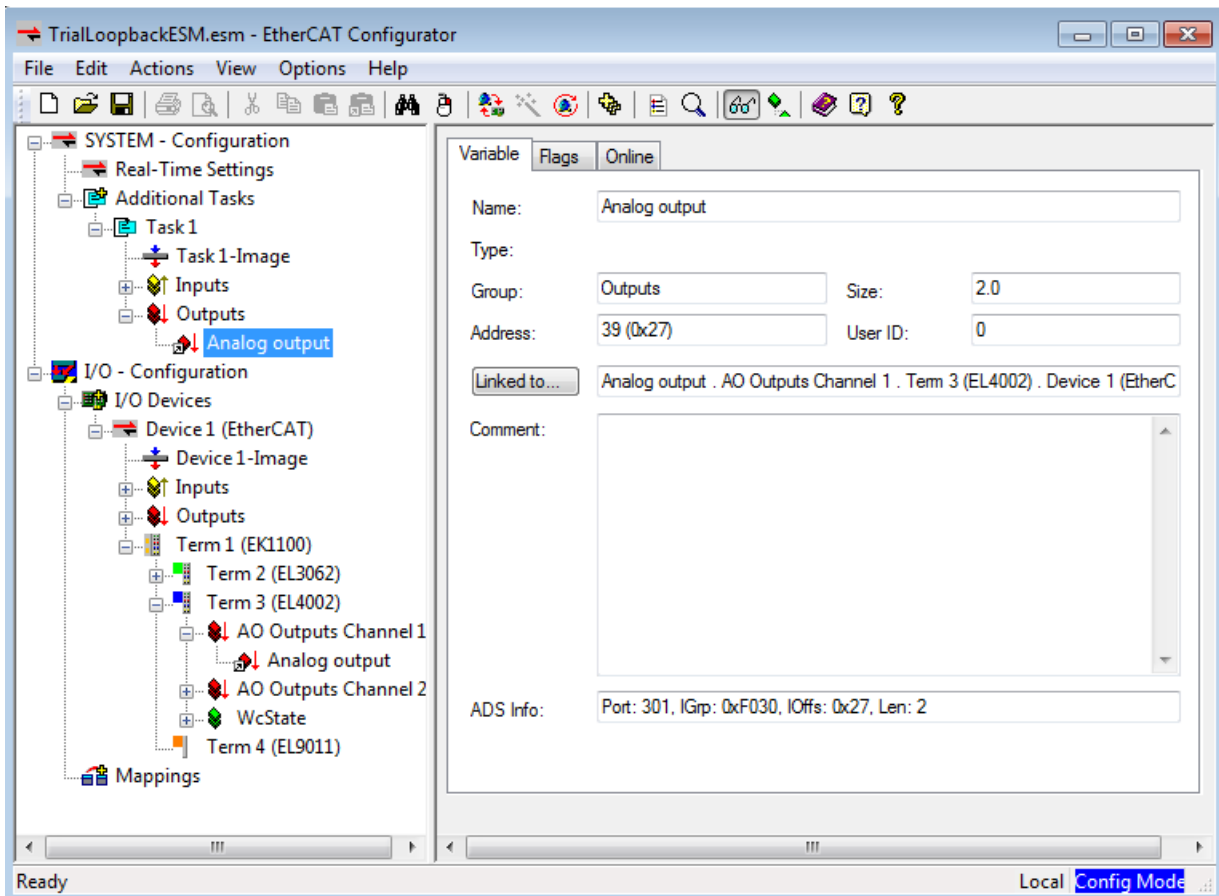 TrialLoopbackESM.esm - EtherCAT Configurator
File Edit Actions View Options Help
SYSTEM - Configuration
Real-Time Settings
Additional Tasks
Task 1
Task 1-Image
Inputs
Outputs
Analog output
I/O - Configuration
I/O Devices
Device 1 (EtherCAT)
Device 1-Image
Inputs
Outputs
Term 1 (EK1100)
Term 2 (EL3062)
Term 3 (EL4002)
AO Outputs Channel 1
Analog output
AO Outputs Channel 2
WcState
Term 4 (EL9011)
Mappings
Variable Flags Online
Name: Analog output
Type:
Group: Outputs Size: 2.0
Address: 39 (0x27) User ID: 0
Linked to... Analog output . AO Outputs Channel 1 . Term 3 (EL4002) . Device 1 (EtherC
Comment:
ADS Info: Port: 301, IGrp: 0xF030, IOffs: 0x27, Len: 2
Ready Local Config Mode